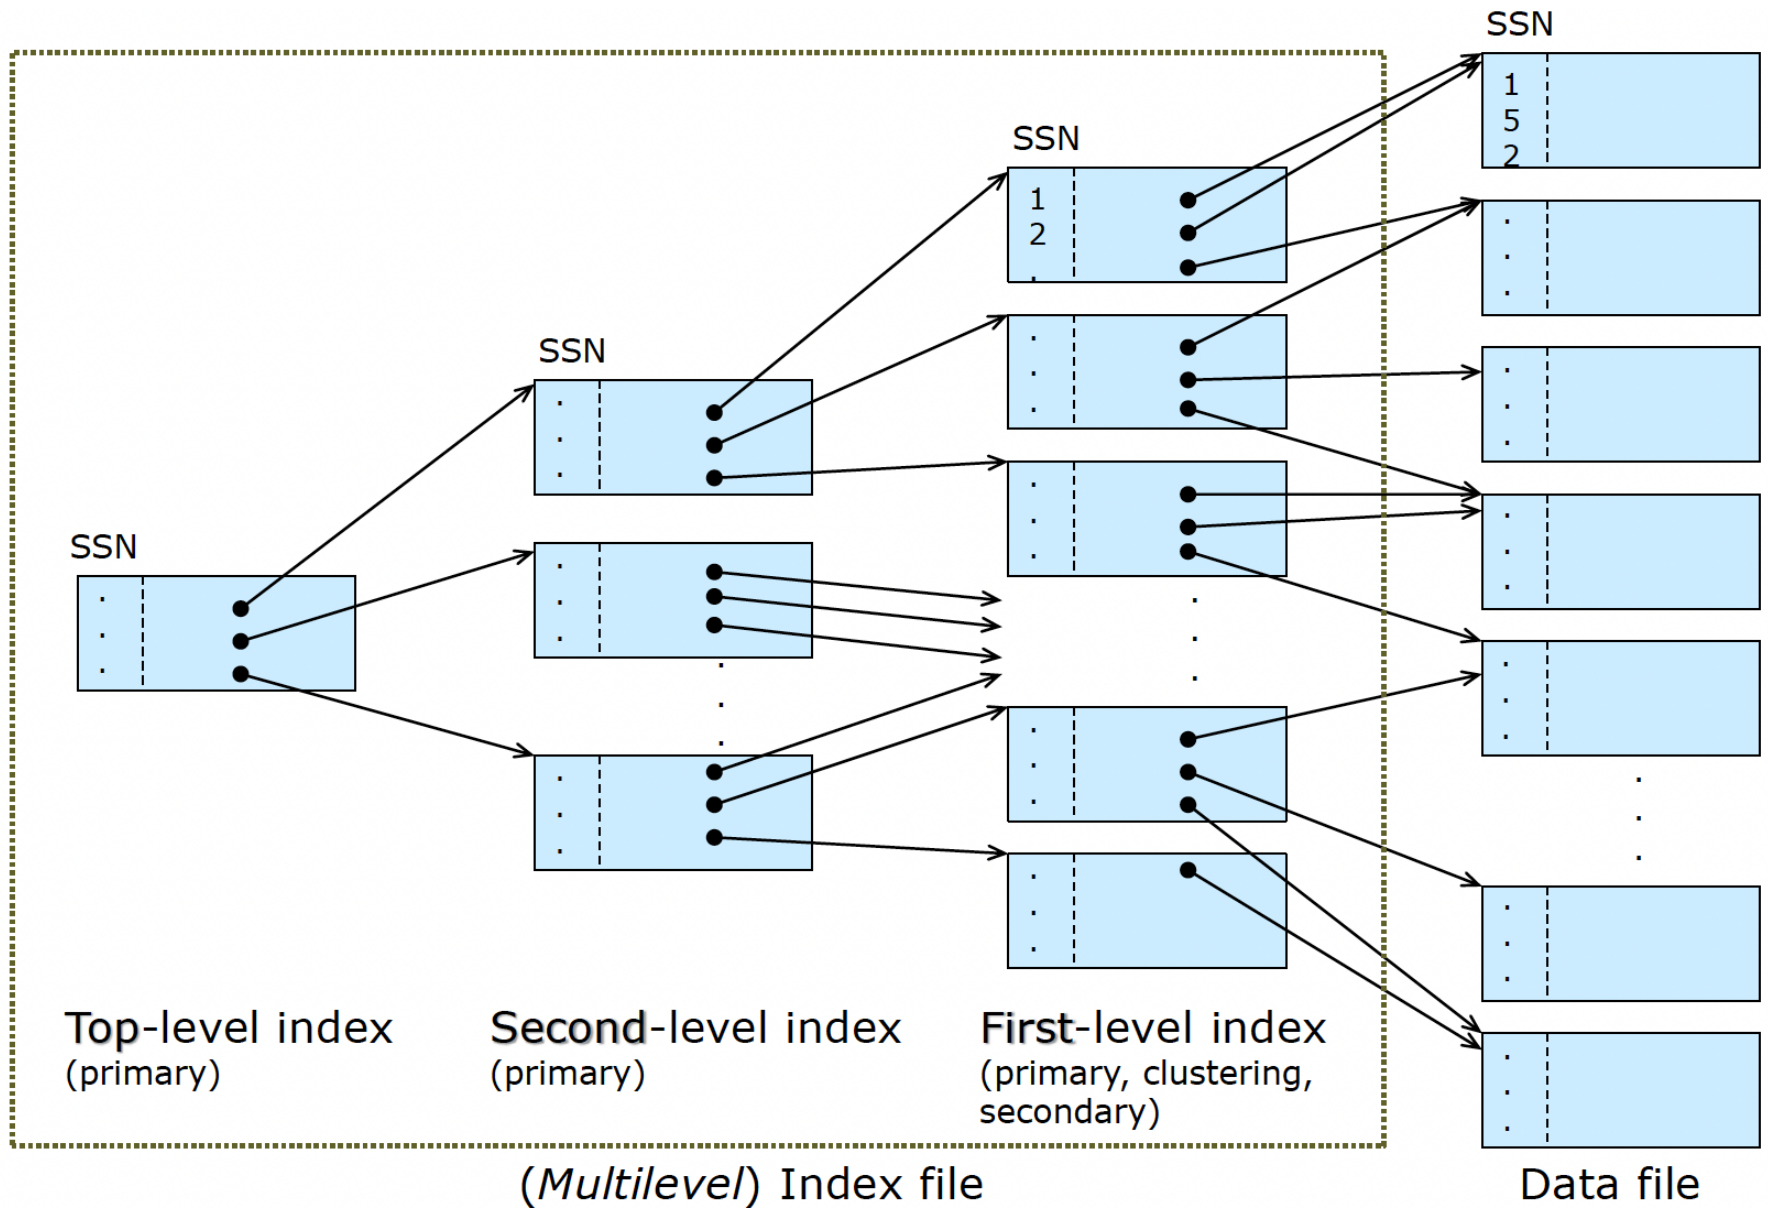 SSN
1
5
2
SSN
1
2
.
SSN
SSN
Top-level index
(primary)
Second-level index
(primary)
First-level index
(primary, clustering,
secondary)
(Multilevel) Index file
Data file